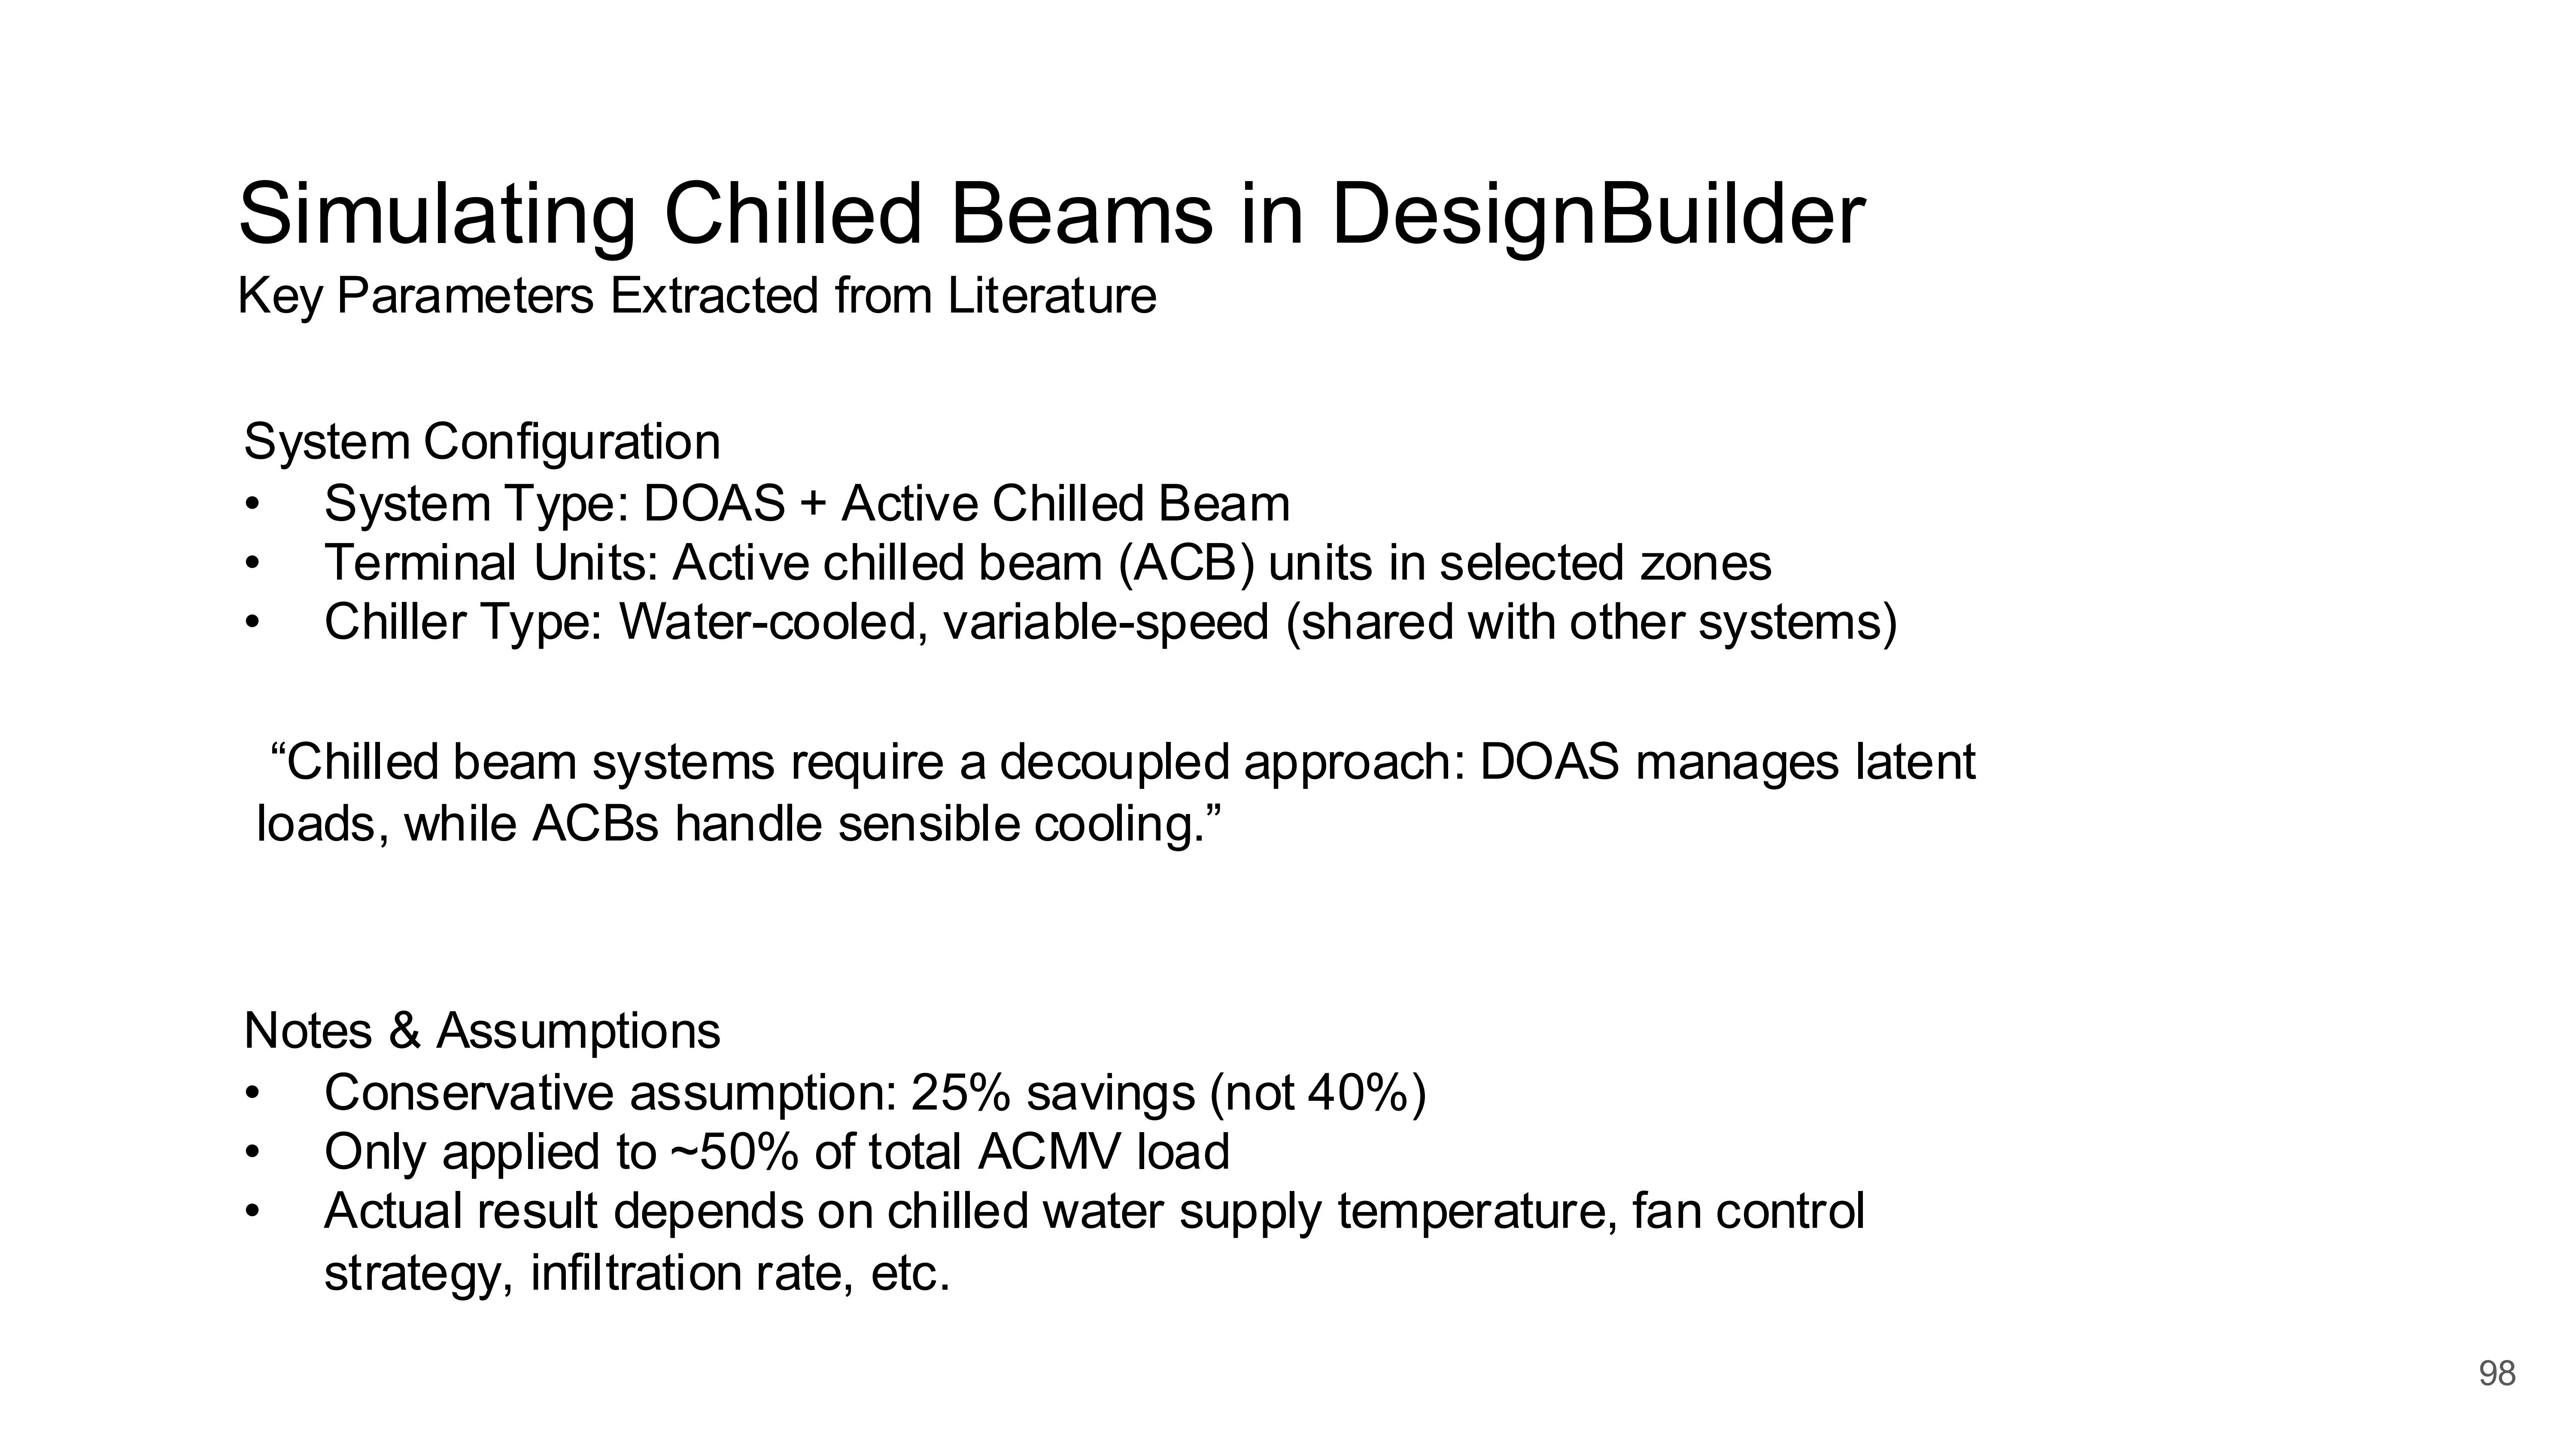 Simulating Chilled Beams in DesignBuilder
Key Parameters Extracted from Literature
System Configuration
• System Type: DOAS + Active Chilled Beam
• Terminal Units: Active chilled beam (ACB) units in selected zones
• Chiller Type: Water-cooled, variable-speed (shared with other systems)
“Chilled beam systems require a decoupled approach: DOAS manages latent
loads, while ACBs handle sensible cooling.”
Notes & Assumptions
• Conservative assumption: 25% savings (not 40%)
• Only applied to ~50% of total ACMV load
• Actual result depends on chilled water supply temperature, fan control
strategy, infiltration rate, etc.
98